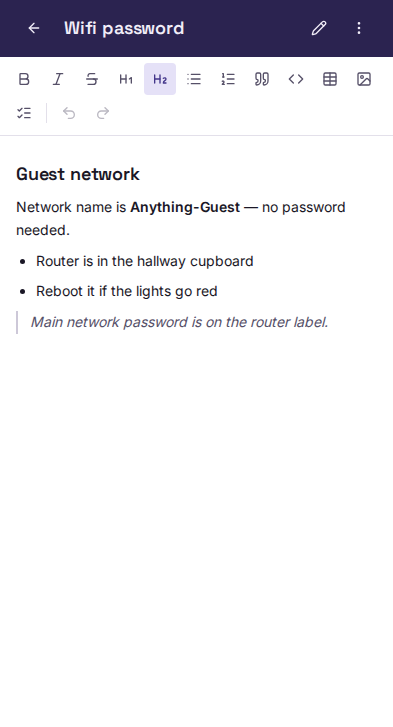 Wifi password
H1
H2
Guest network
Network name is Anything-Guest — no password
needed.
Router is in the hallway cupboard
Reboot it if the lights go red
Main network password is on the router label.